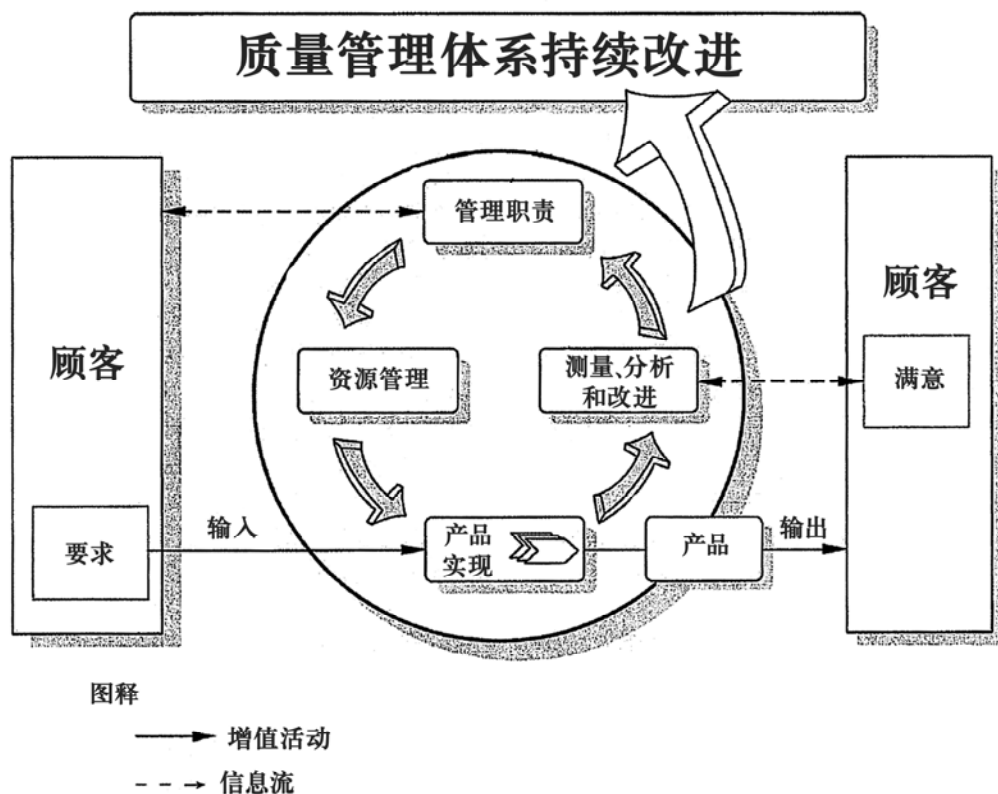 质量管理体系持续改进
管理职责
顾客
顾客
资源管理
测量、分析
和改进
满意
要求
输入
产品
实现
产品
输出
图释
增值活动
信息流